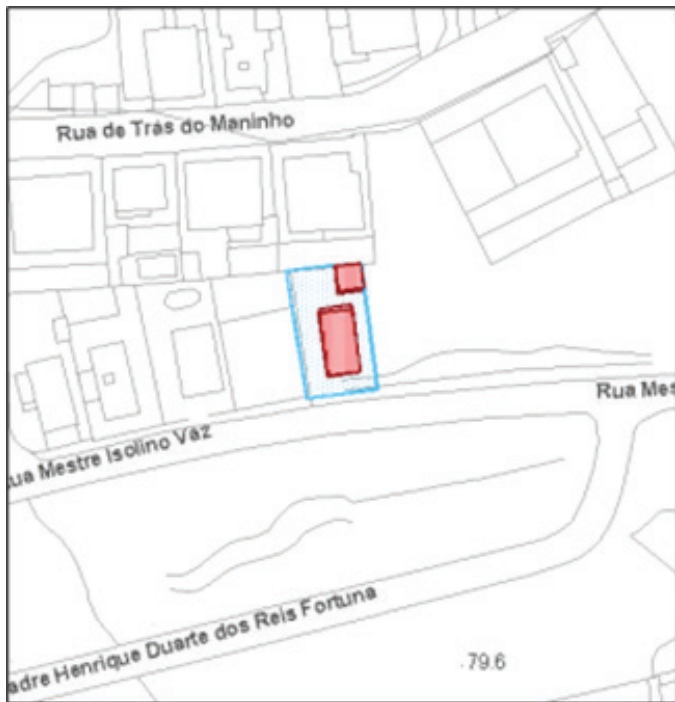 Rua de Trás do Maninho
Rua Mes
ua Mestre Isolino Vaz
adre Henrique Duarte dos Reis Fortuna
79.6